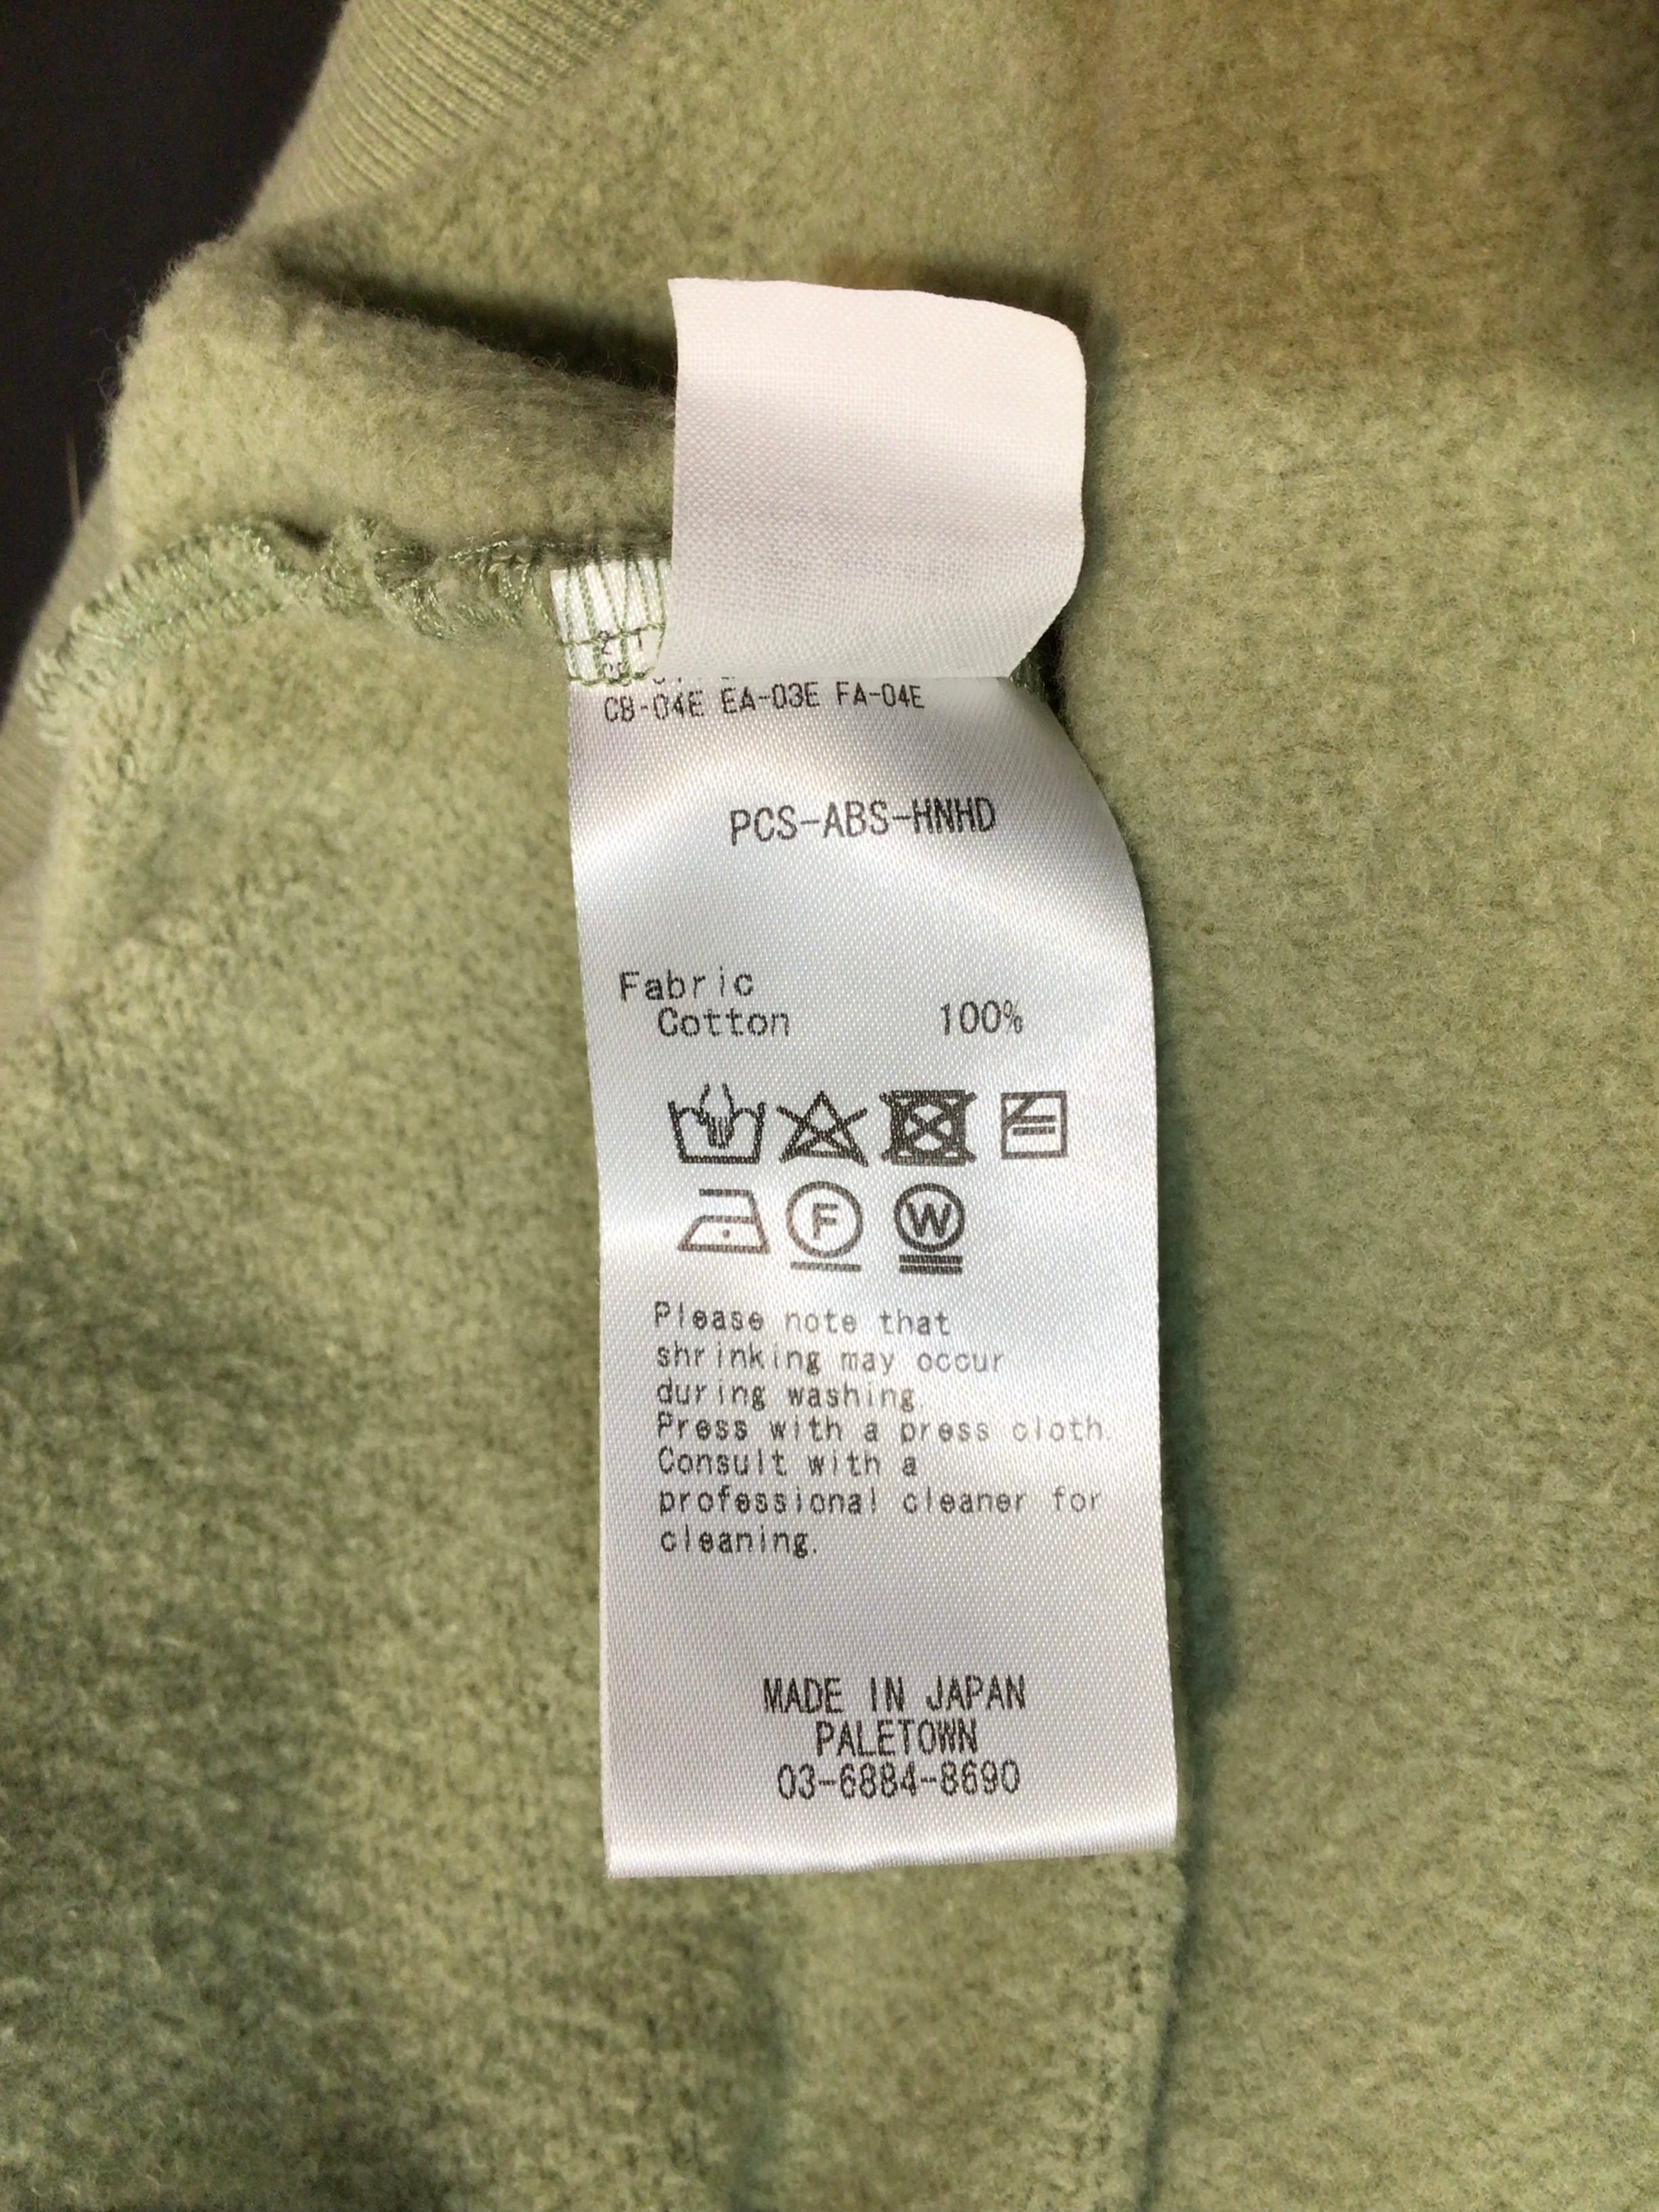 CB-04E EA-03E FA-04E
PCS-ABS-HNHD
Fabric
Cotton 100%
F W
Please note that
shrinking may occur
during washing.
Press with a press cloth.
Consult with a
professional cleaner for
cleaning.
MADE IN JAPAN
PALETOWN
03-6884-8690